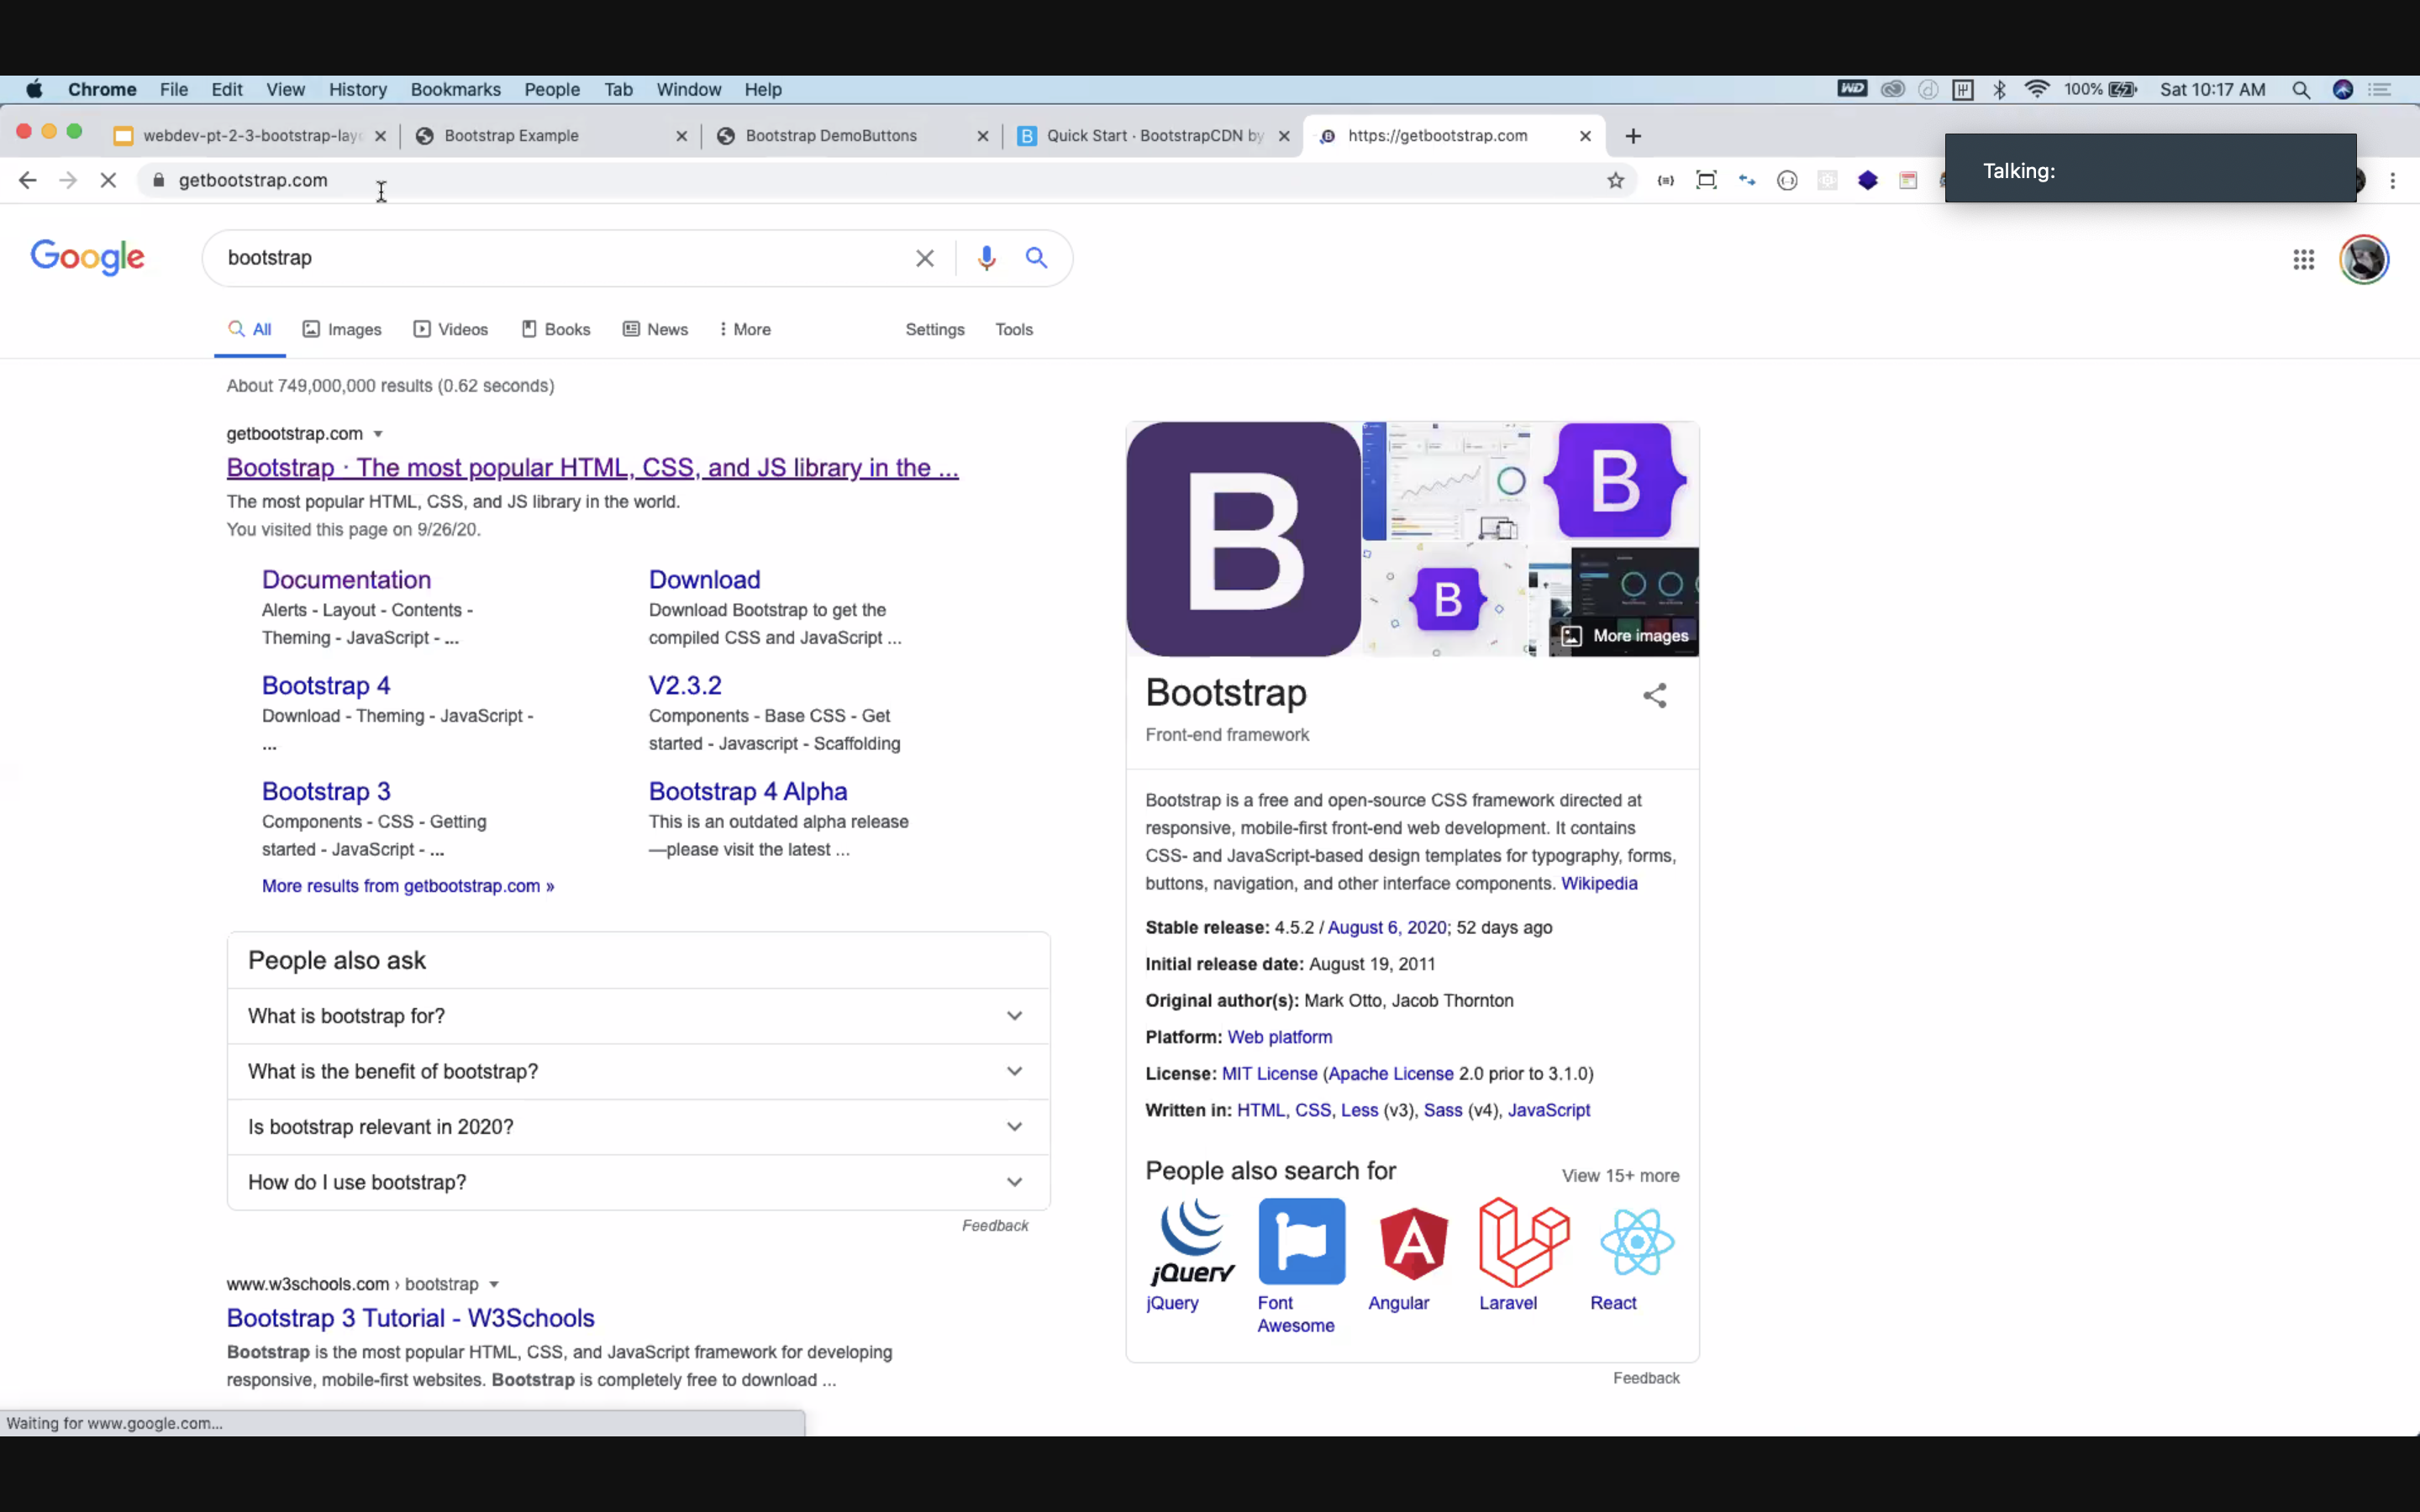 Chrome File Edit View History Bookmarks People Tab Window Help
WD 100% Sat 10:17 AM
webdev-pt-2-3-bootstrap-lay
Bootstrap Example
Bootstrap DemoButtons
Quick Start · BootstrapCDN by
https://getbootstrap.com
getbootstrap.com
Talking:
Google
bootstrap
All Images Videos Books News More Settings Tools
About 749,000,000 results (0.62 seconds)
getbootstrap.com
Bootstrap · The most popular HTML, CSS, and JS library in the ...
The most popular HTML, CSS, and JS library in the world.
You visited this page on 9/26/20.
Documentation
Alerts - Layout - Contents -
Theming - JavaScript - ...
Download
Download Bootstrap to get the
compiled CSS and JavaScript ...
Bootstrap 4
Download - Theming - JavaScript -
...
V2.3.2
Components - Base CSS - Get
started - Javascript - Scaffolding
Bootstrap 3
Components - CSS - Getting
started - JavaScript - ...
Bootstrap 4 Alpha
This is an outdated alpha release
—please visit the latest ...
More results from getbootstrap.com »
People also ask
What is bootstrap for?
What is the benefit of bootstrap?
Is bootstrap relevant in 2020?
How do I use bootstrap?
Feedback
www.w3schools.com › bootstrap
Bootstrap 3 Tutorial - W3Schools
Bootstrap is the most popular HTML, CSS, and JavaScript framework for developing
responsive, mobile-first websites. Bootstrap is completely free to download ...
B
B
B
More images
Bootstrap
Front-end framework
Bootstrap is a free and open-source CSS framework directed at
responsive, mobile-first front-end web development. It contains
CSS- and JavaScript-based design templates for typography, forms,
buttons, navigation, and other interface components. Wikipedia
Stable release: 4.5.2 / August 6, 2020; 52 days ago
Initial release date: August 19, 2011
Original author(s): Mark Otto, Jacob Thornton
Platform: Web platform
License: MIT License (Apache License 2.0 prior to 3.1.0)
Written in: HTML, CSS, Less (v3), Sass (v4), JavaScript
People also search for
View 15+ more
jQuery
jQuery
Font
Awesome
Angular
Laravel
React
Feedback
Waiting for www.google.com...